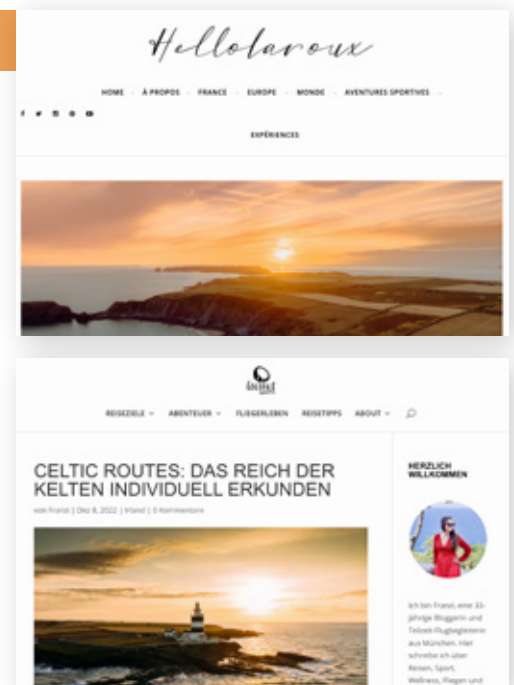 Hellolaroux
HOME - À PROPOS - FRANCE - EUROPE - MONDE - AVENTURES SPORTIVES -
EXPÉRIENCES
REISEZIELE ABENTEUER FLIEGERLEBEN REISETIPPS ABOUT
CELTIC ROUTES: DAS REICH DER
KELTEN INDIVIDUELL ERKUNDEN
von Franzi | Dez 8, 2022 | Irland | 0 Kommentare
HERZLICH
WILLKOMMEN
Ich bin Franzi, eine 33-
jährige Bloggerin und
Teilzeit-Flugbegleiterin
aus München. Hier
schreibe ich über
Reisen, Sport,
Wellness, Fliegen und